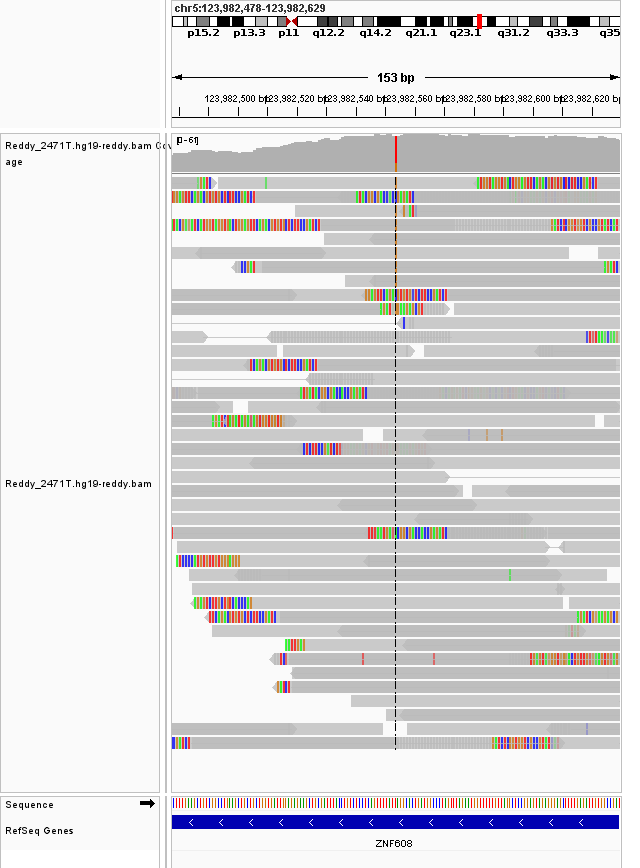 chr5:123,982,478-123,982,629
p15.2 p13.3 p11 q12.2 q14.2 q21.1 q23.1 q31.2 q33.3 q35
153 bp
123,982,500 bp 123,982,520 bp 123,982,540 bp 123,982,560 bp 123,982,580 bp 123,982,600 bp 123,982,620 bp
Reddy_2471T.hg19-reddy.bam Cov
age
[0-61]
Reddy_2471T.hg19-reddy.bam
Sequence
RefSeq Genes
ZNF608